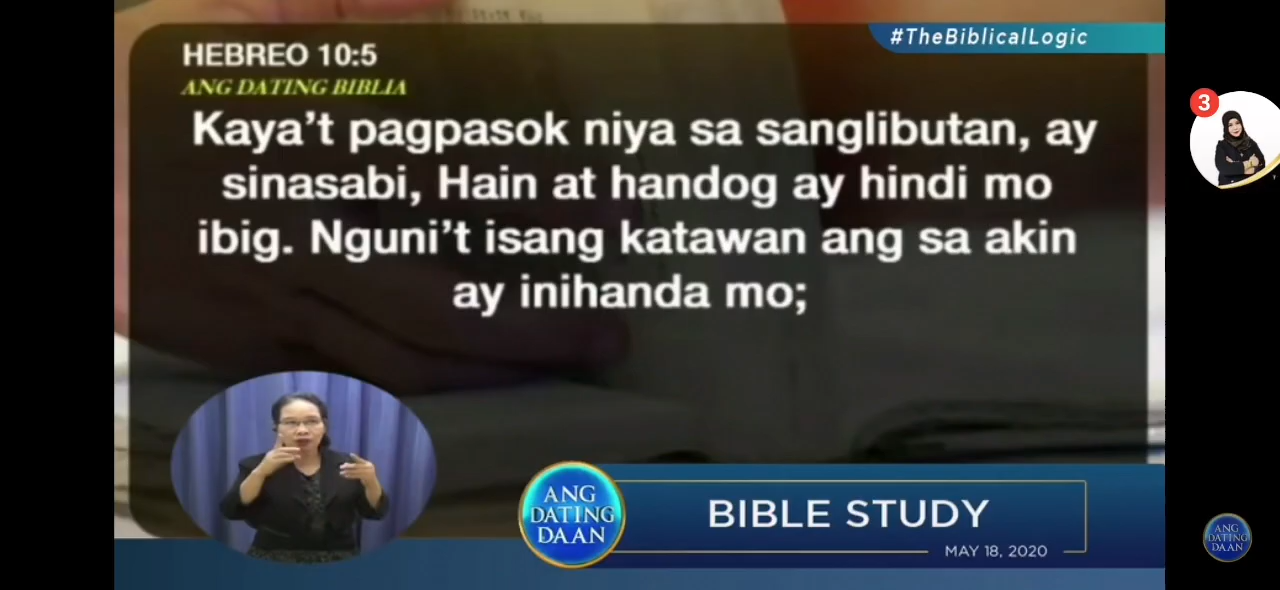 HEBREO 10:5
#TheBiblicalLogic
ANG DATING BIBLIA
Kaya't pagpasok niya sa sanglibutan, ay
sinasabi, Hain at handog ay hindi mo
ibig. Nguni't isang katawan ang sa akin
ay inihanda mo;
3
ANG
DATING
DAAN
BIBLE STUDY
MAY 18, 2020
ANG
DATING
DAAN